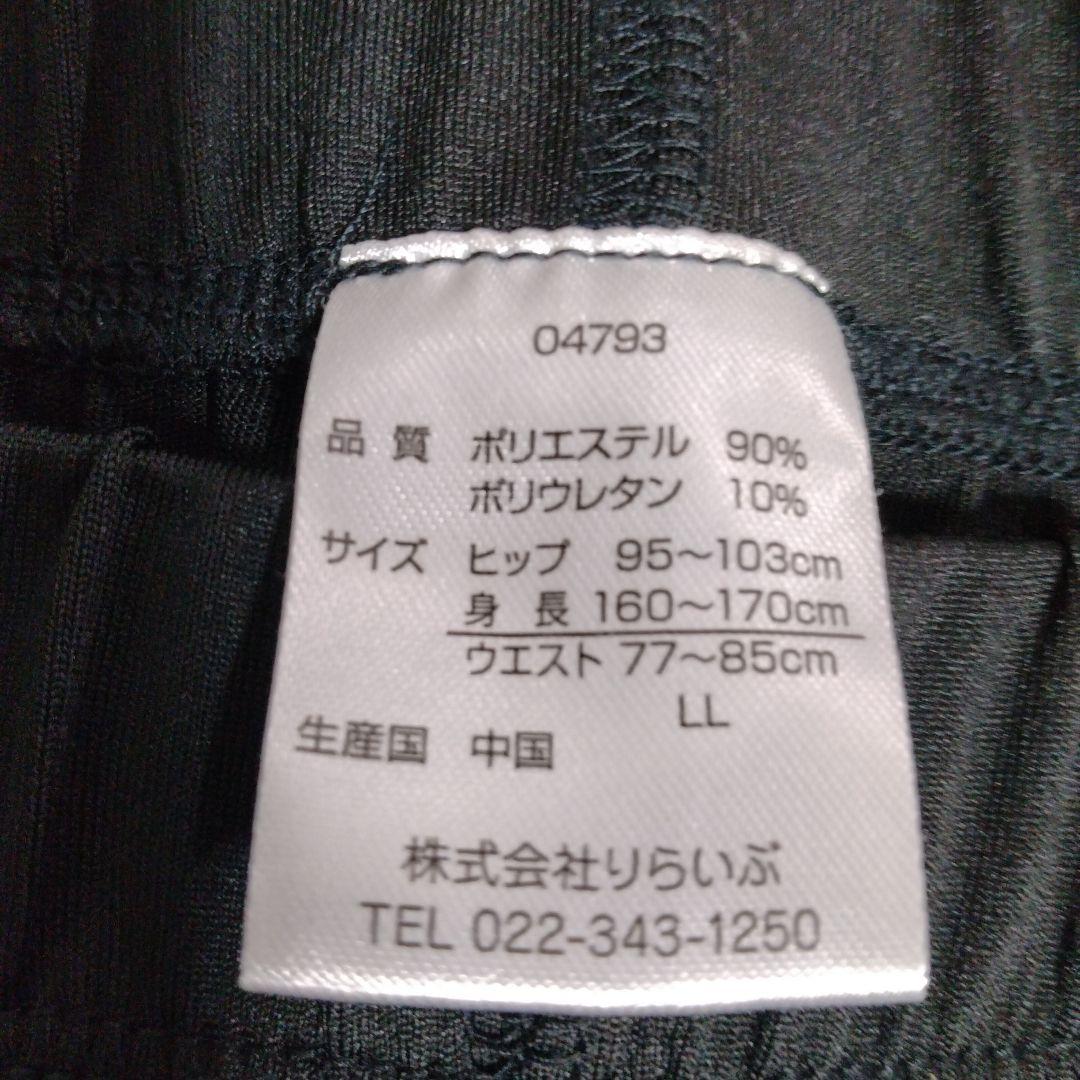 04793
品質 ポリエステル 90%
ポリウレタン 10%
サイズ ヒップ 95～103cm
身長 160～170cm
ウエスト 77～85cm
LL
生産国 中国
株式会社りらいぶ
TEL 022-343-1250